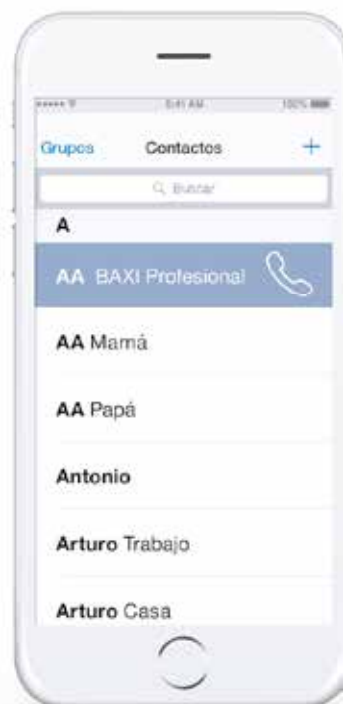 9:41 AM 100%
Grupos Contactos +
Buscar
A
AA BAXI Profesional
AA Mamá
AA Papá
Antonio
Arturo Trabajo
Arturo Casa